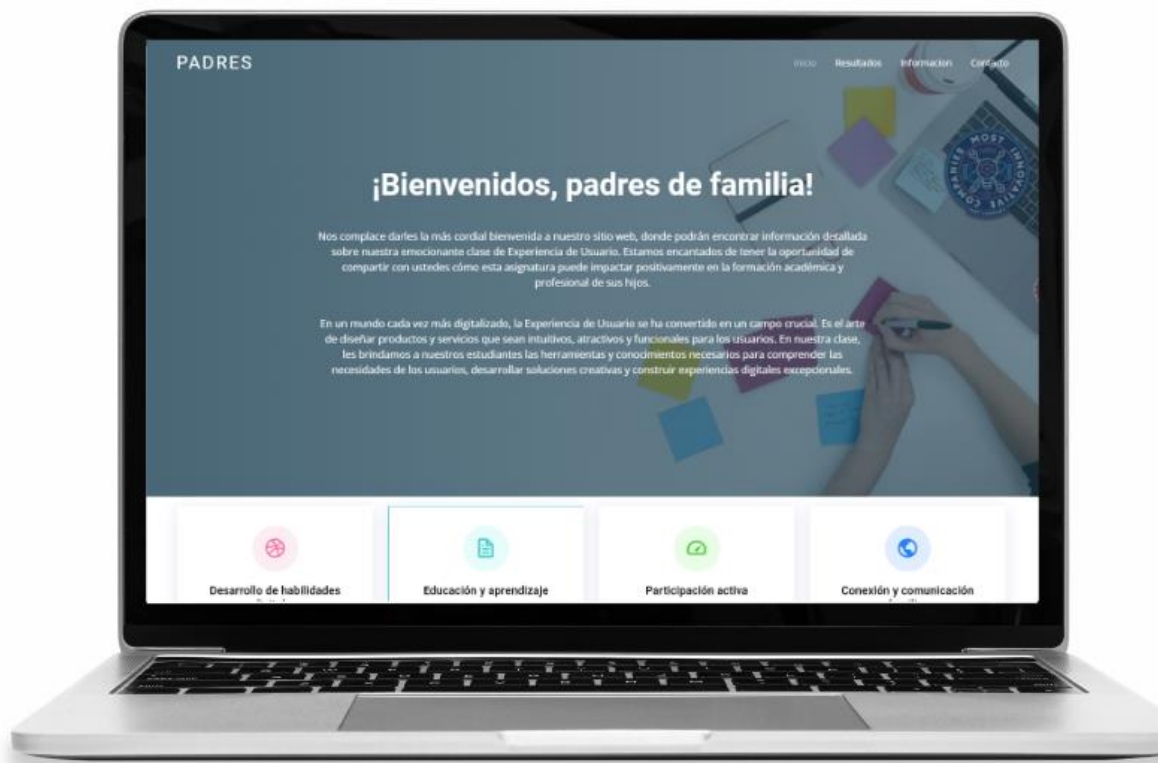 PADRES
Inicio Resultados Informacion Contacto
MOST INNOVATIVE COMPANIES
¡Bienvenidos, padres de familia!
Nos complace darles la más cordial bienvenida a nuestro sitio web, donde podrán encontrar información detallada
sobre nuestra emocionante clase de Experiencia de Usuario. Estamos encantados de tener la oportunidad de
compartir con ustedes cómo esta asignatura puede impactar positivamente en la formación académica y
profesional de sus hijos.
En un mundo cada vez más digitalizado, la Experiencia de Usuario se ha convertido en un campo crucial. Es el arte
de diseñar productos y servicios que sean intuitivos, atractivos y funcionales para los usuarios. En nuestra clase,
les brindamos a nuestros estudiantes las herramientas y conocimientos necesarios para comprender las
necesidades de los usuarios, desarrollar soluciones creativas y construir experiencias digitales excepcionales.
Desarrollo de habilidades
Educación y aprendizaje
Participación activa
Conexión y comunicación